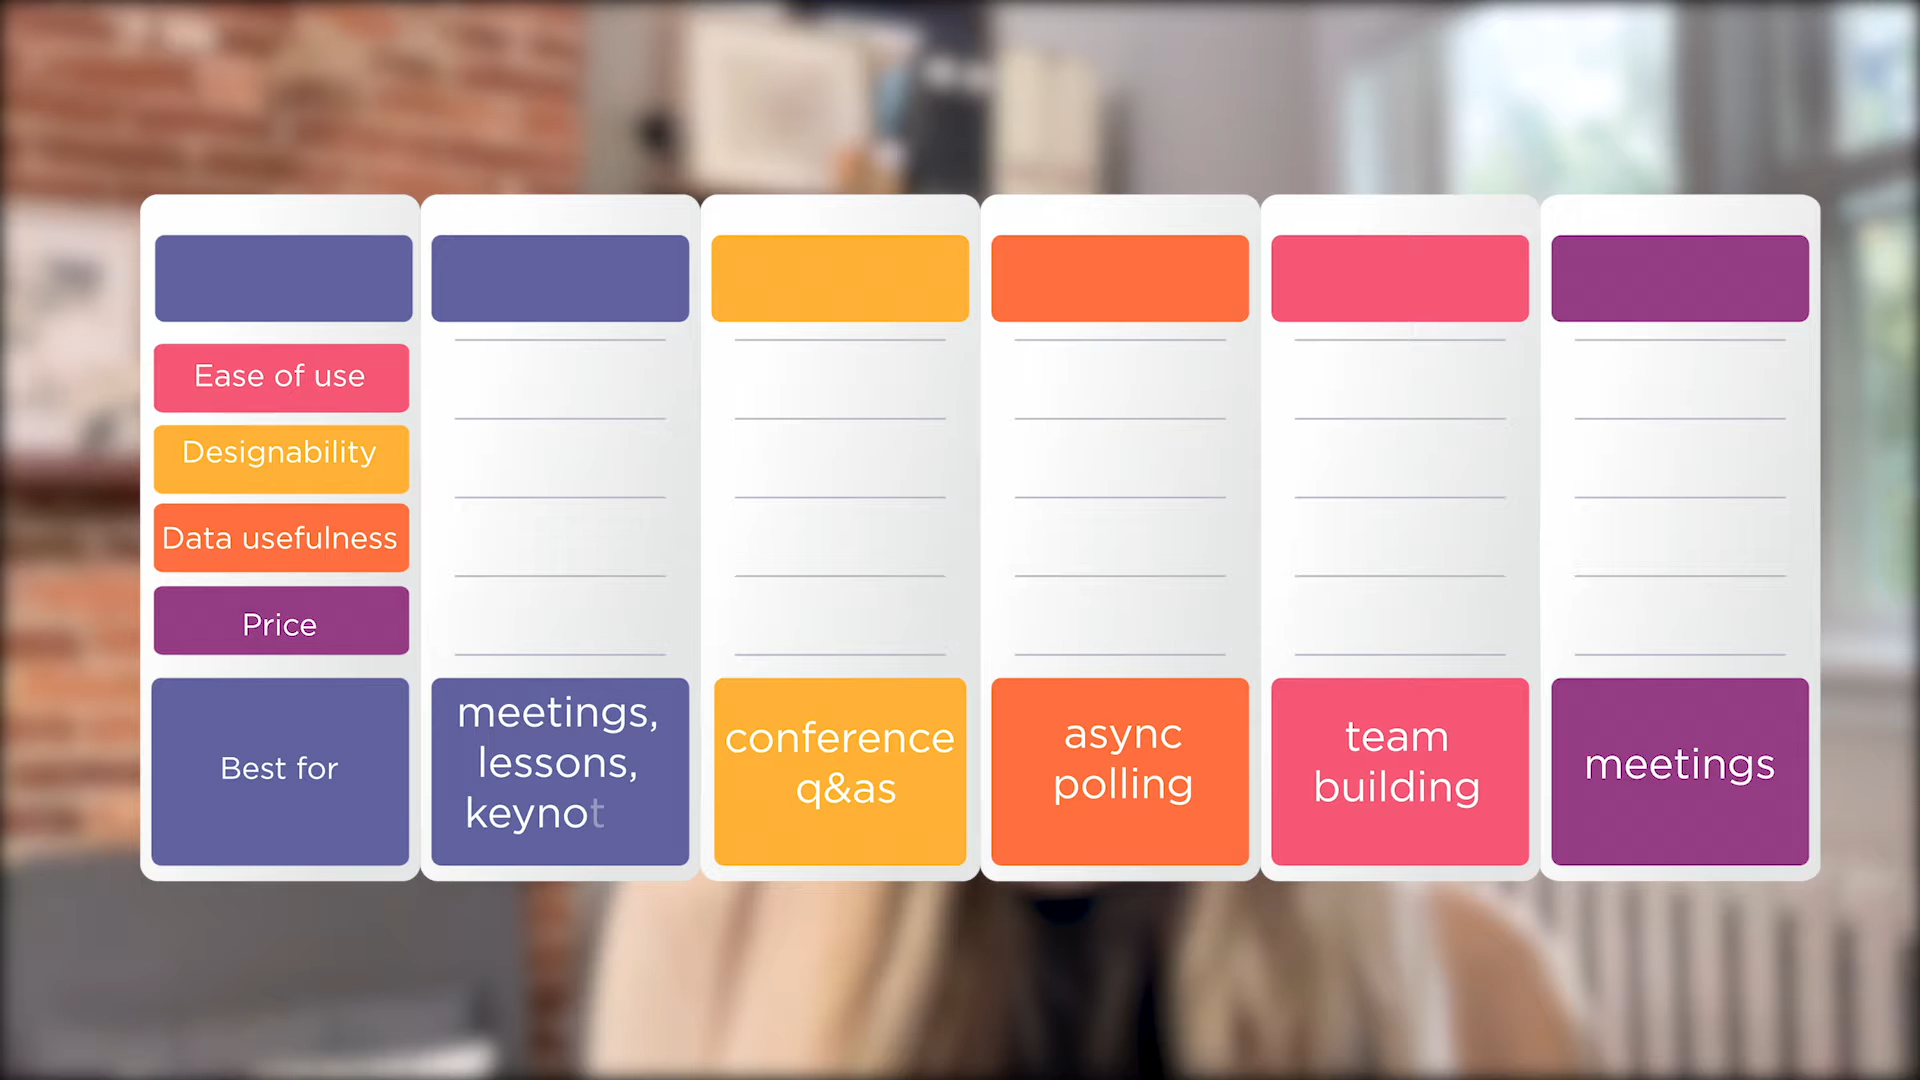 Ease of use
Designability
Data usefulness
Price
Best for
meetings,
lessons,
keynot
conference
q&as
async
polling
team
building
meetings